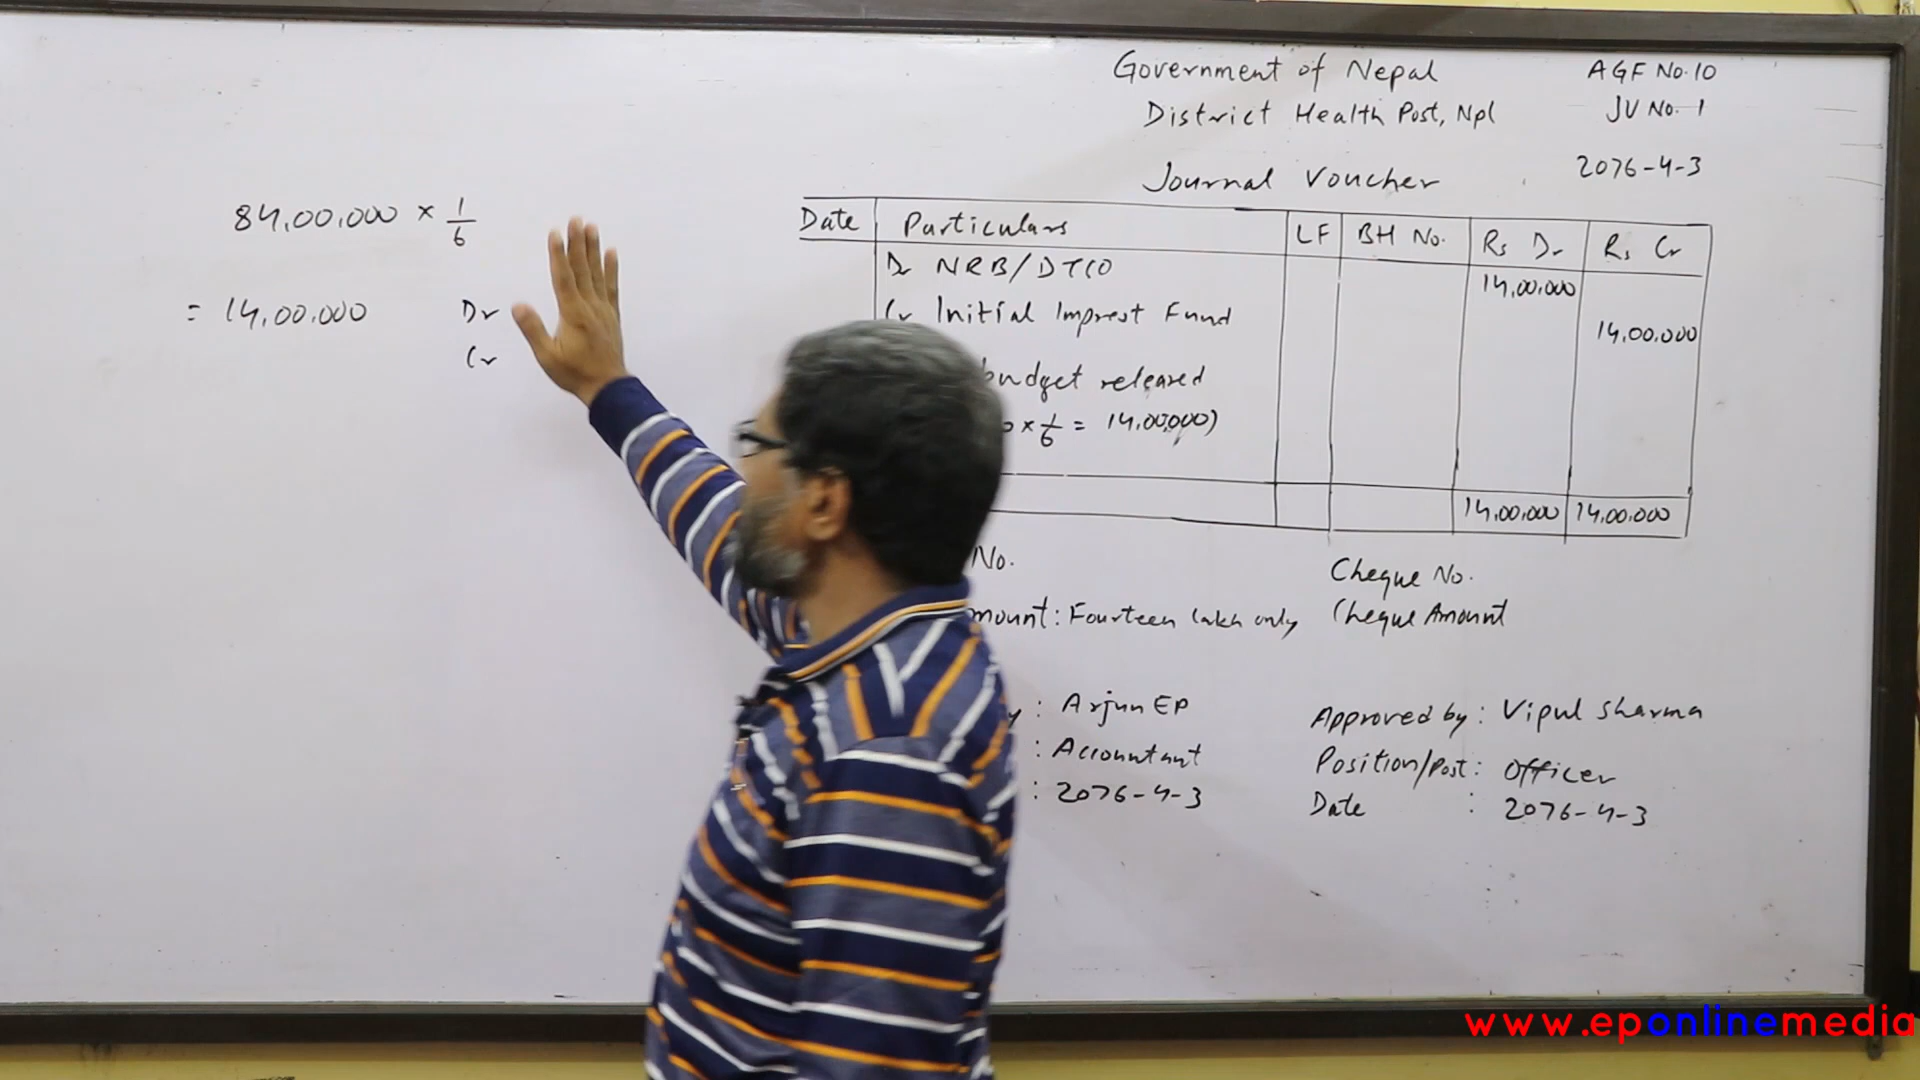 84,00,000 × 1/6
= 14,00,000 Dr
Cr
Government of Nepal AGF No.10
District Health Post, Npl JV No. 1
Journal Voucher 2076-4-3
Date Particulars LF BH No. Rs Dr Rs Cr
Dr NRB/DTCO 14,00,000
Cr Initial Imprest Fund 14,00,000
budget released
× 1/6 = 14,00,000)
14,00,000 14,00,000
No. Cheque No.
mount: Fourteen lakh only Cheque Amount
y : Arjun EP Approved by : Vipul Sharma
: Accountant Position/Post : Officer
: 2076-4-3 Date : 2076-4-3
www.eponlinemedia